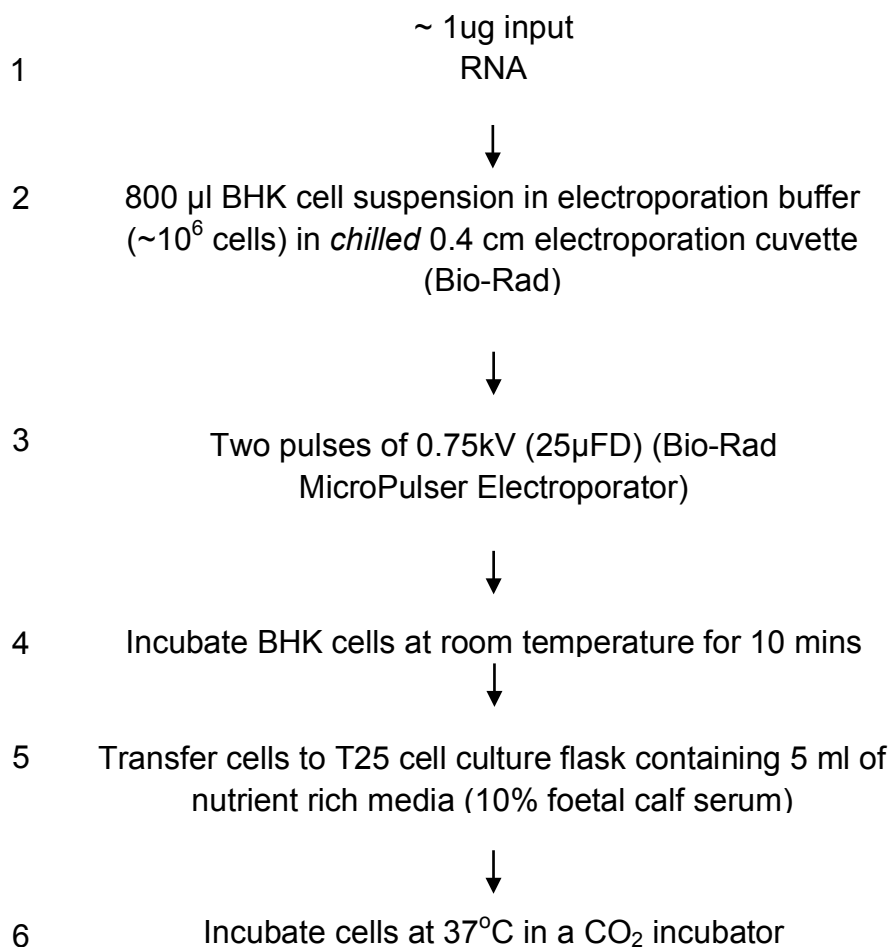 ~ 1ug input
1 RNA
2 800 µl BHK cell suspension in electroporation buffer
(~10⁶ cells) in chilled 0.4 cm electroporation cuvette
(Bio-Rad)
3 Two pulses of 0.75kV (25µFD) (Bio-Rad
MicroPulser Electroporator)
4 Incubate BHK cells at room temperature for 10 mins
5 Transfer cells to T25 cell culture flask containing 5 ml of
nutrient rich media (10% foetal calf serum)
6 Incubate cells at 37°C in a CO₂ incubator